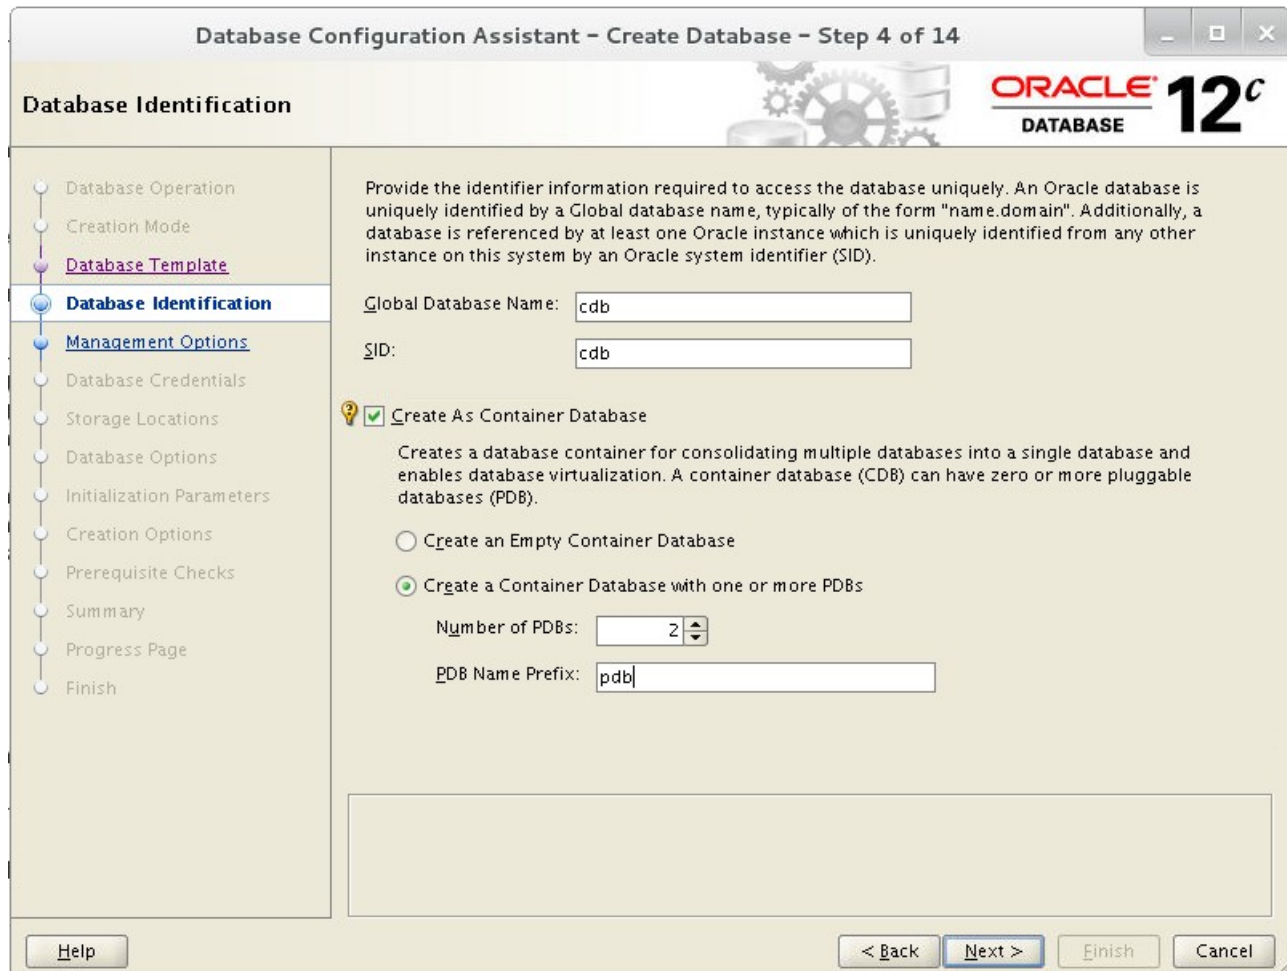 Database Configuration Assistant - Create Database - Step 4 of 14
Database Identification
ORACLE
DATABASE
12c
Database Operation
Creation Mode
Database Template
Database Identification
Management Options
Database Credentials
Storage Locations
Database Options
Initialization Parameters
Creation Options
Prerequisite Checks
Summary
Progress Page
Finish
Provide the identifier information required to access the database uniquely. An Oracle database is
uniquely identified by a Global database name, typically of the form "name.domain". Additionally, a
database is referenced by at least one Oracle instance which is uniquely identified from any other
instance on this system by an Oracle system identifier (SID).
Global Database Name: cdb
SID: cdb
Create As Container Database
Creates a database container for consolidating multiple databases into a single database and
enables database virtualization. A container database (CDB) can have zero or more pluggable
databases (PDB).
Create an Empty Container Database
Create a Container Database with one or more PDBs
Number of PDBs: 2
PDB Name Prefix: pdb
Help
< Back
Next >
Finish
Cancel